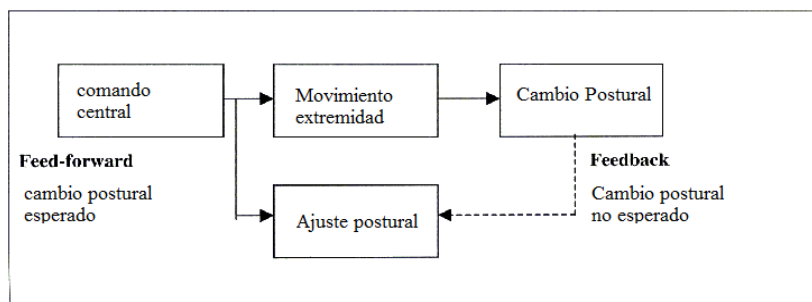 comando
central
Movimiento
extremidad
Cambio Postural
Feed-forward
cambio postural
esperado
Feedback
Cambio postural
no esperado
Ajuste postural